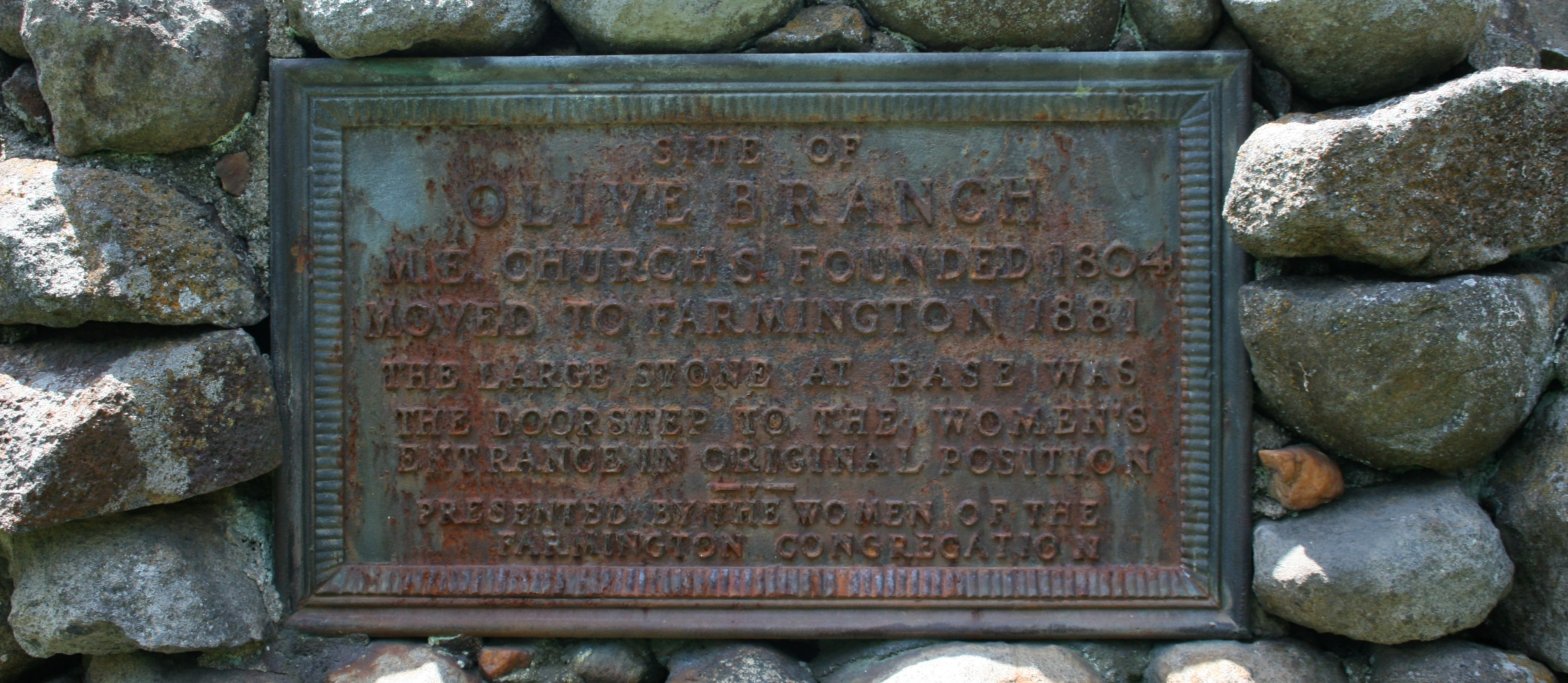 SITE OF
OLIVE BRANCH
M.E. CHURCH S. FOUNDED 1804
MOVED TO FARMINGTON 1881
THE LARGE STONE AT BASE WAS
THE DOORSTEP TO THE WOMEN'S
ENTRANCE IN ORIGINAL POSITION
PRESENTED BY THE WOMEN OF THE
FARMINGTON CONGREGATION